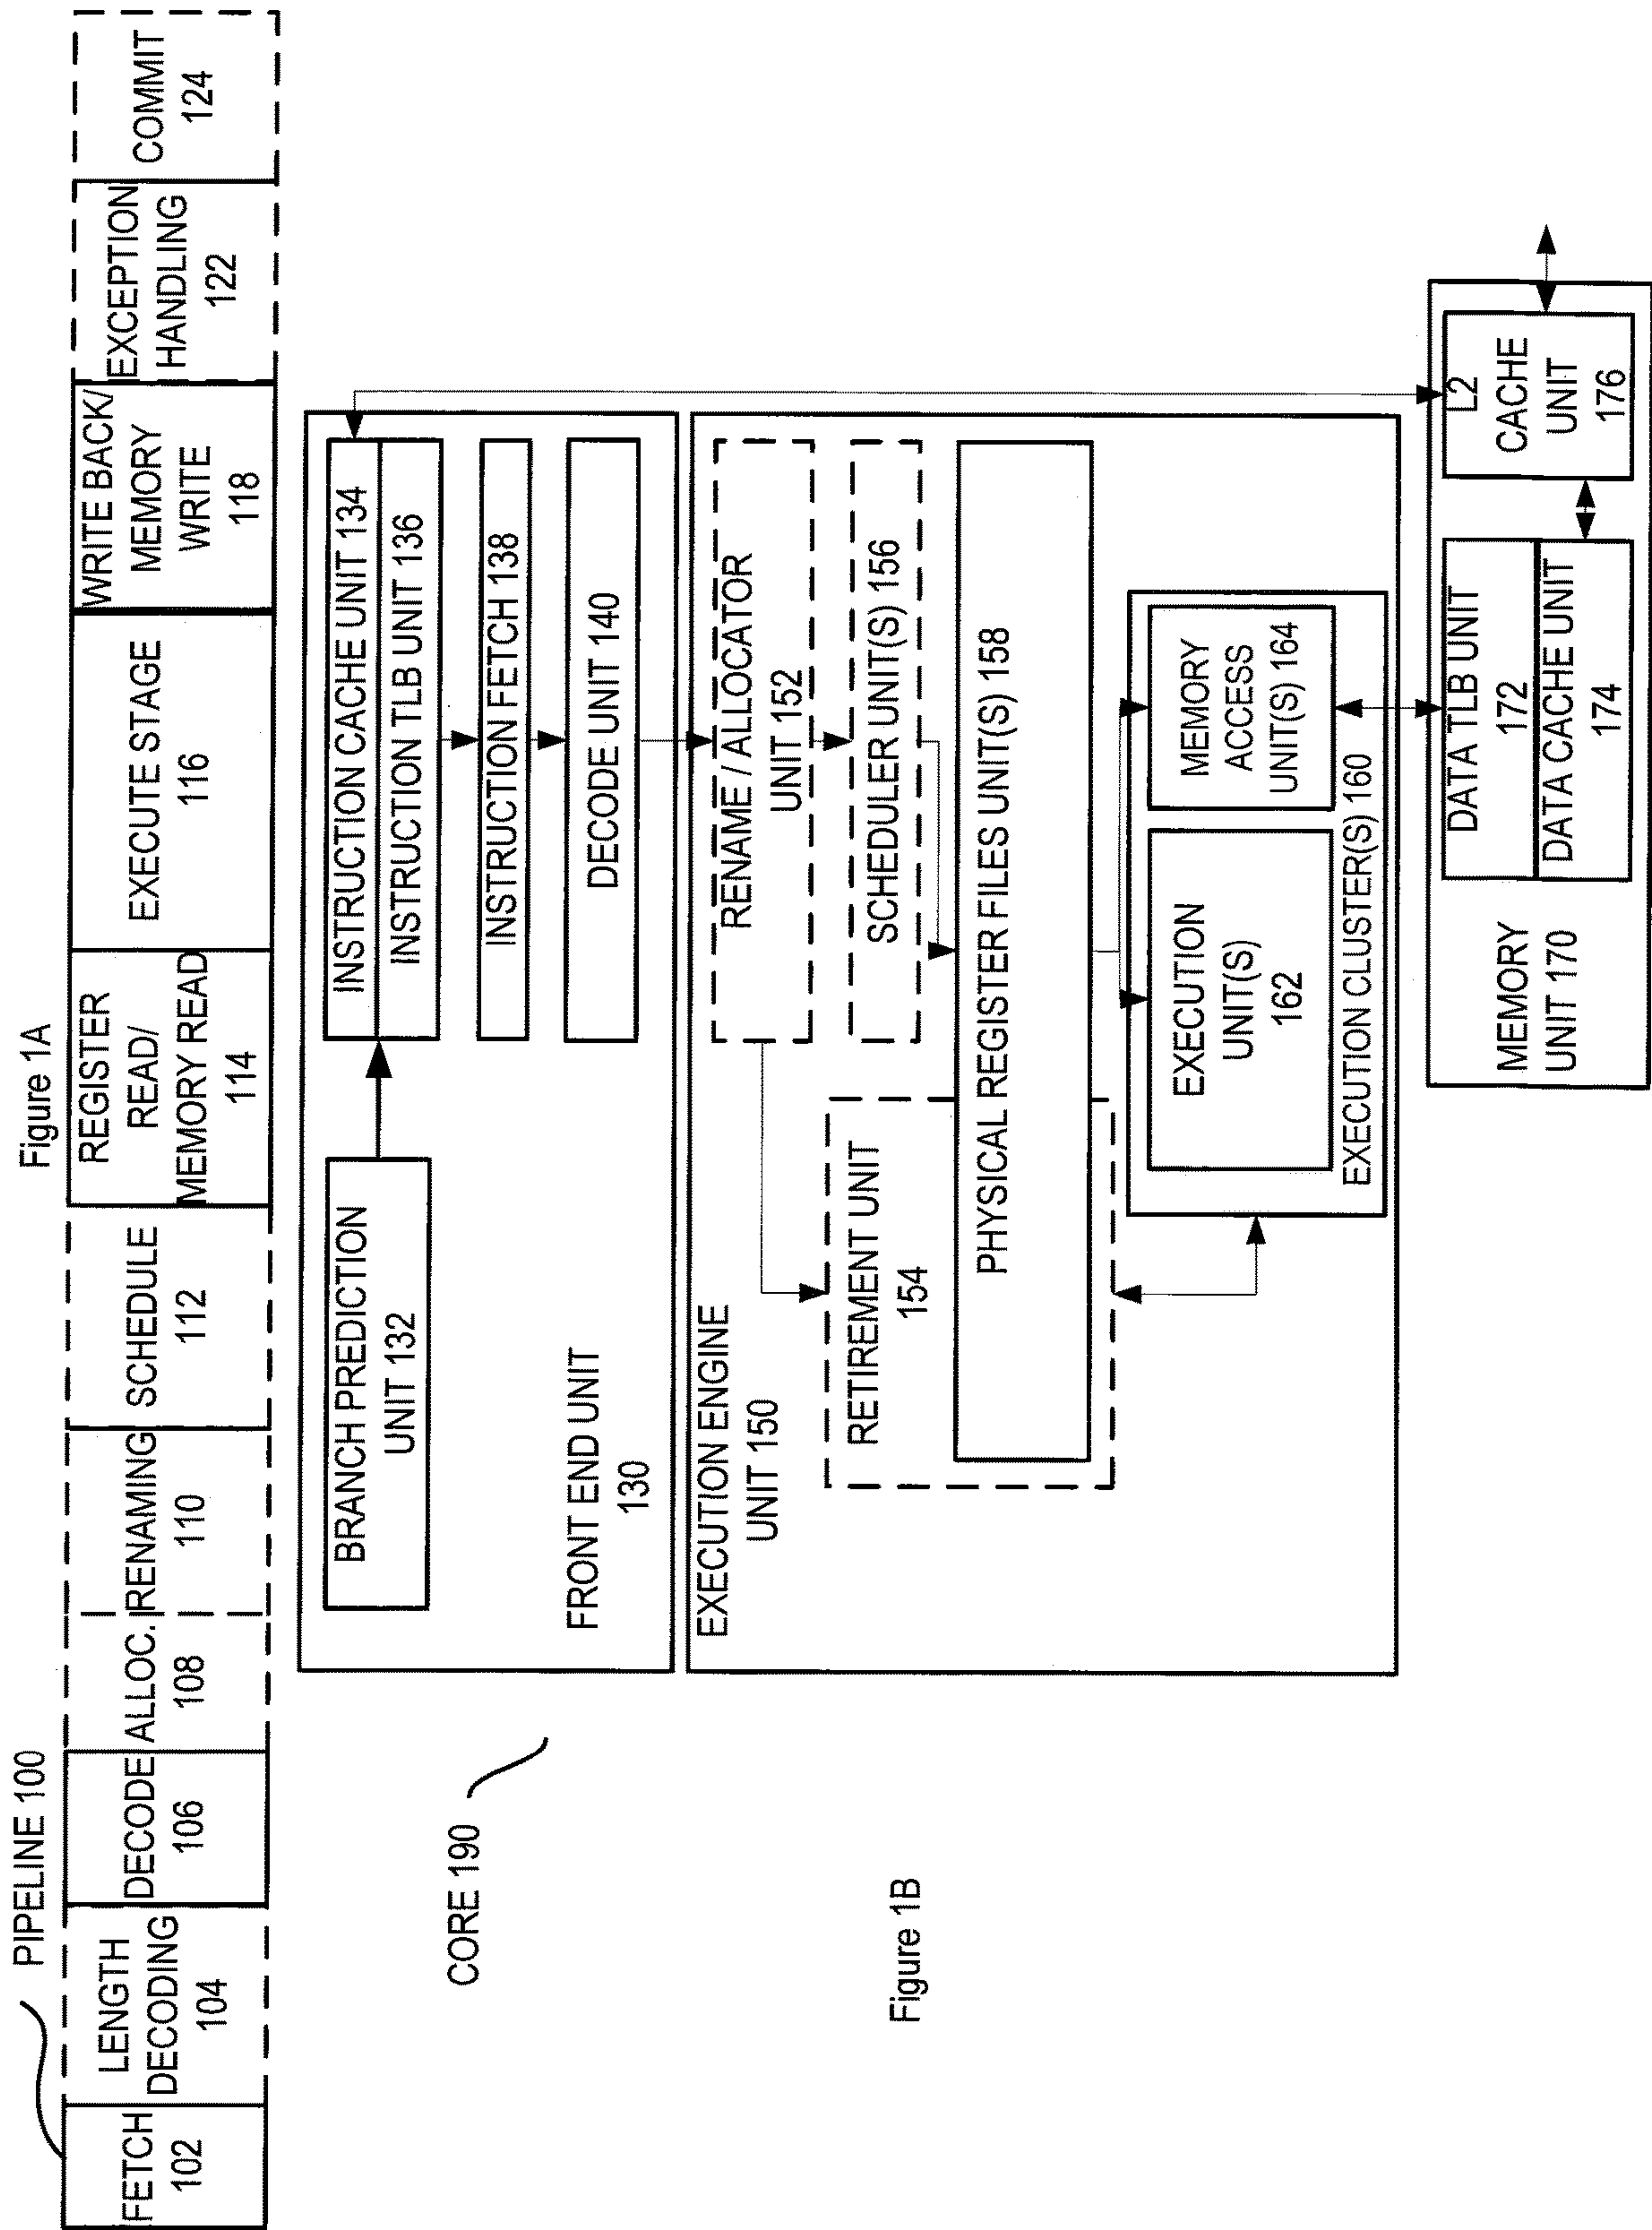 PIPELINE 100
Figure 1A
FETCH
102
LENGTH
DECODING
104
DECODE
106
ALLOC.
108
RENAMING
110
SCHEDULE
112
REGISTER
READ/
MEMORY READ
114
EXECUTE STAGE
116
WRITE BACK/
MEMORY
WRITE
118
EXCEPTION
HANDLING
122
COMMIT
124
CORE 190
BRANCH PREDICTION
UNIT 132
INSTRUCTION CACHE UNIT 134
INSTRUCTION TLB UNIT 136
INSTRUCTION FETCH 138
DECODE UNIT 140
FRONT END UNIT
130
EXECUTION ENGINE
UNIT 150
RENAME / ALLOCATOR
UNIT 152
SCHEDULER UNIT(S) 156
RETIREMENT UNIT
154
PHYSICAL REGISTER FILES UNIT(S) 158
EXECUTION
UNIT(S)
162
MEMORY
ACCESS
UNIT(S) 164
EXECUTION CLUSTER(S) 160
MEMORY
UNIT 170
DATA TLB UNIT
172
DATA CACHE UNIT
174
L2
CACHE
UNIT
176
Figure 1B